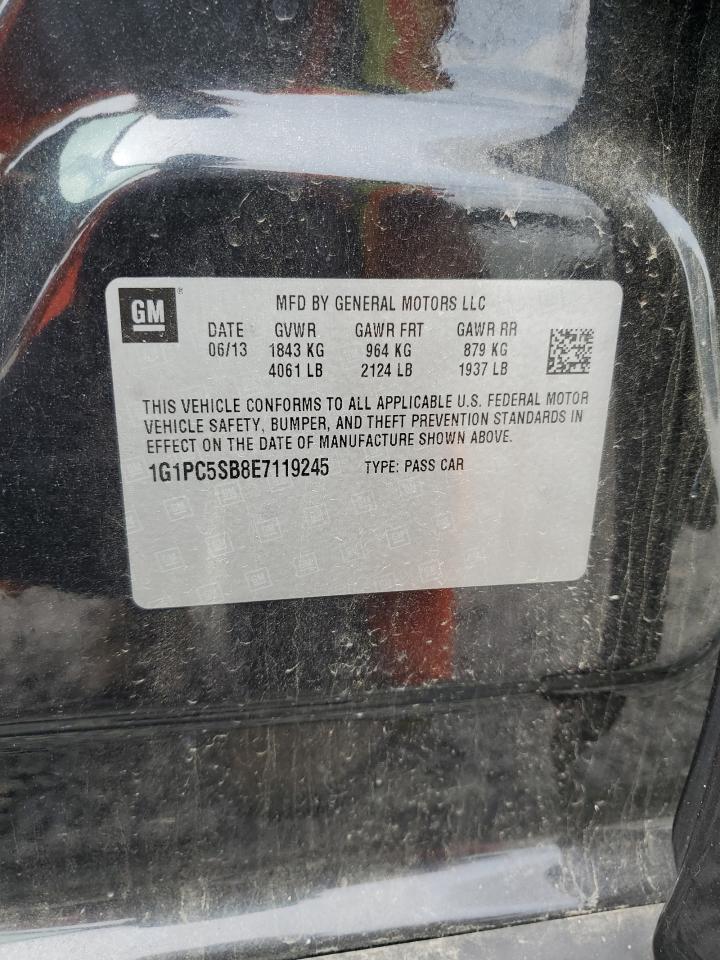 GM
MFD BY GENERAL MOTORS LLC
DATE GVWR GAWR FRT GAWR RR
06/13 1843 KG 964 KG 879 KG
4061 LB 2124 LB 1937 LB
THIS VEHICLE CONFORMS TO ALL APPLICABLE U.S. FEDERAL MOTOR
VEHICLE SAFETY, BUMPER, AND THEFT PREVENTION STANDARDS IN
EFFECT ON THE DATE OF MANUFACTURE SHOWN ABOVE.
1G1PC5SB8E7119245 TYPE: PASS CAR